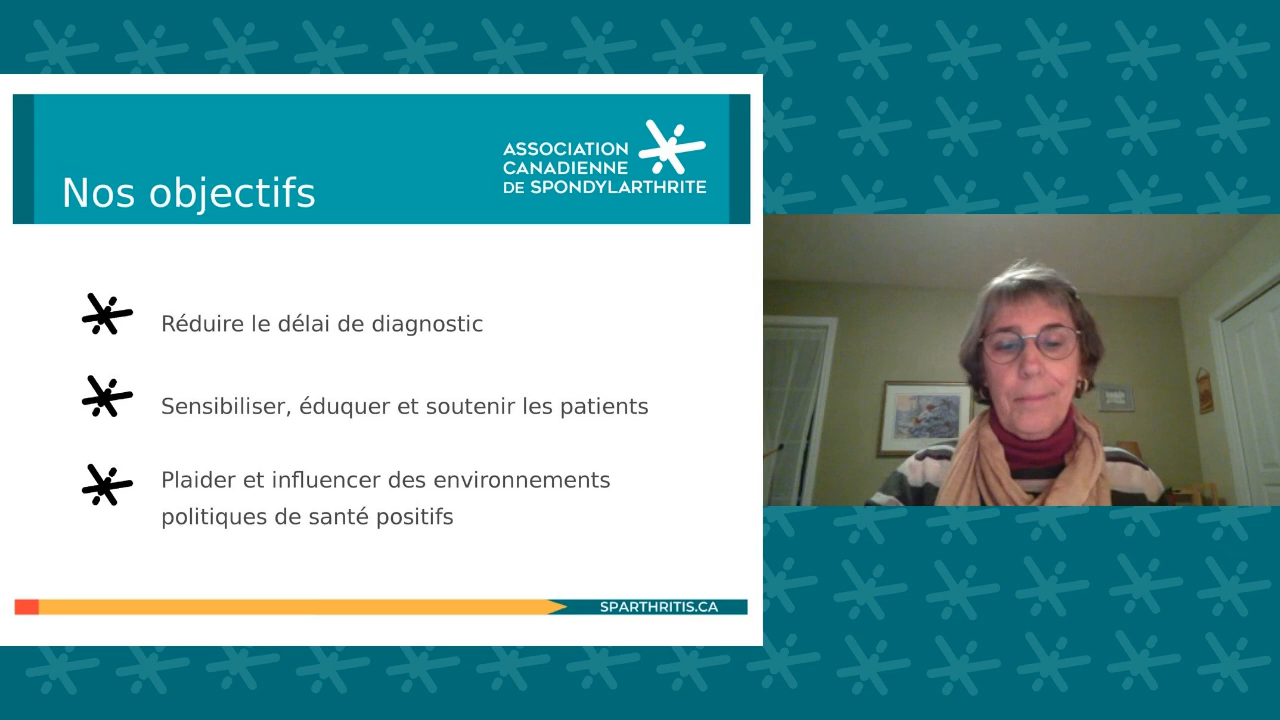 Nos objectifs
ASSOCIATION
CANADIENNE
DE SPONDYLARTHRITE
Réduire le délai de diagnostic
Sensibiliser, éduquer et soutenir les patients
Plaider et influencer des environnements
politiques de santé positifs
SPARTHRITIS.CA